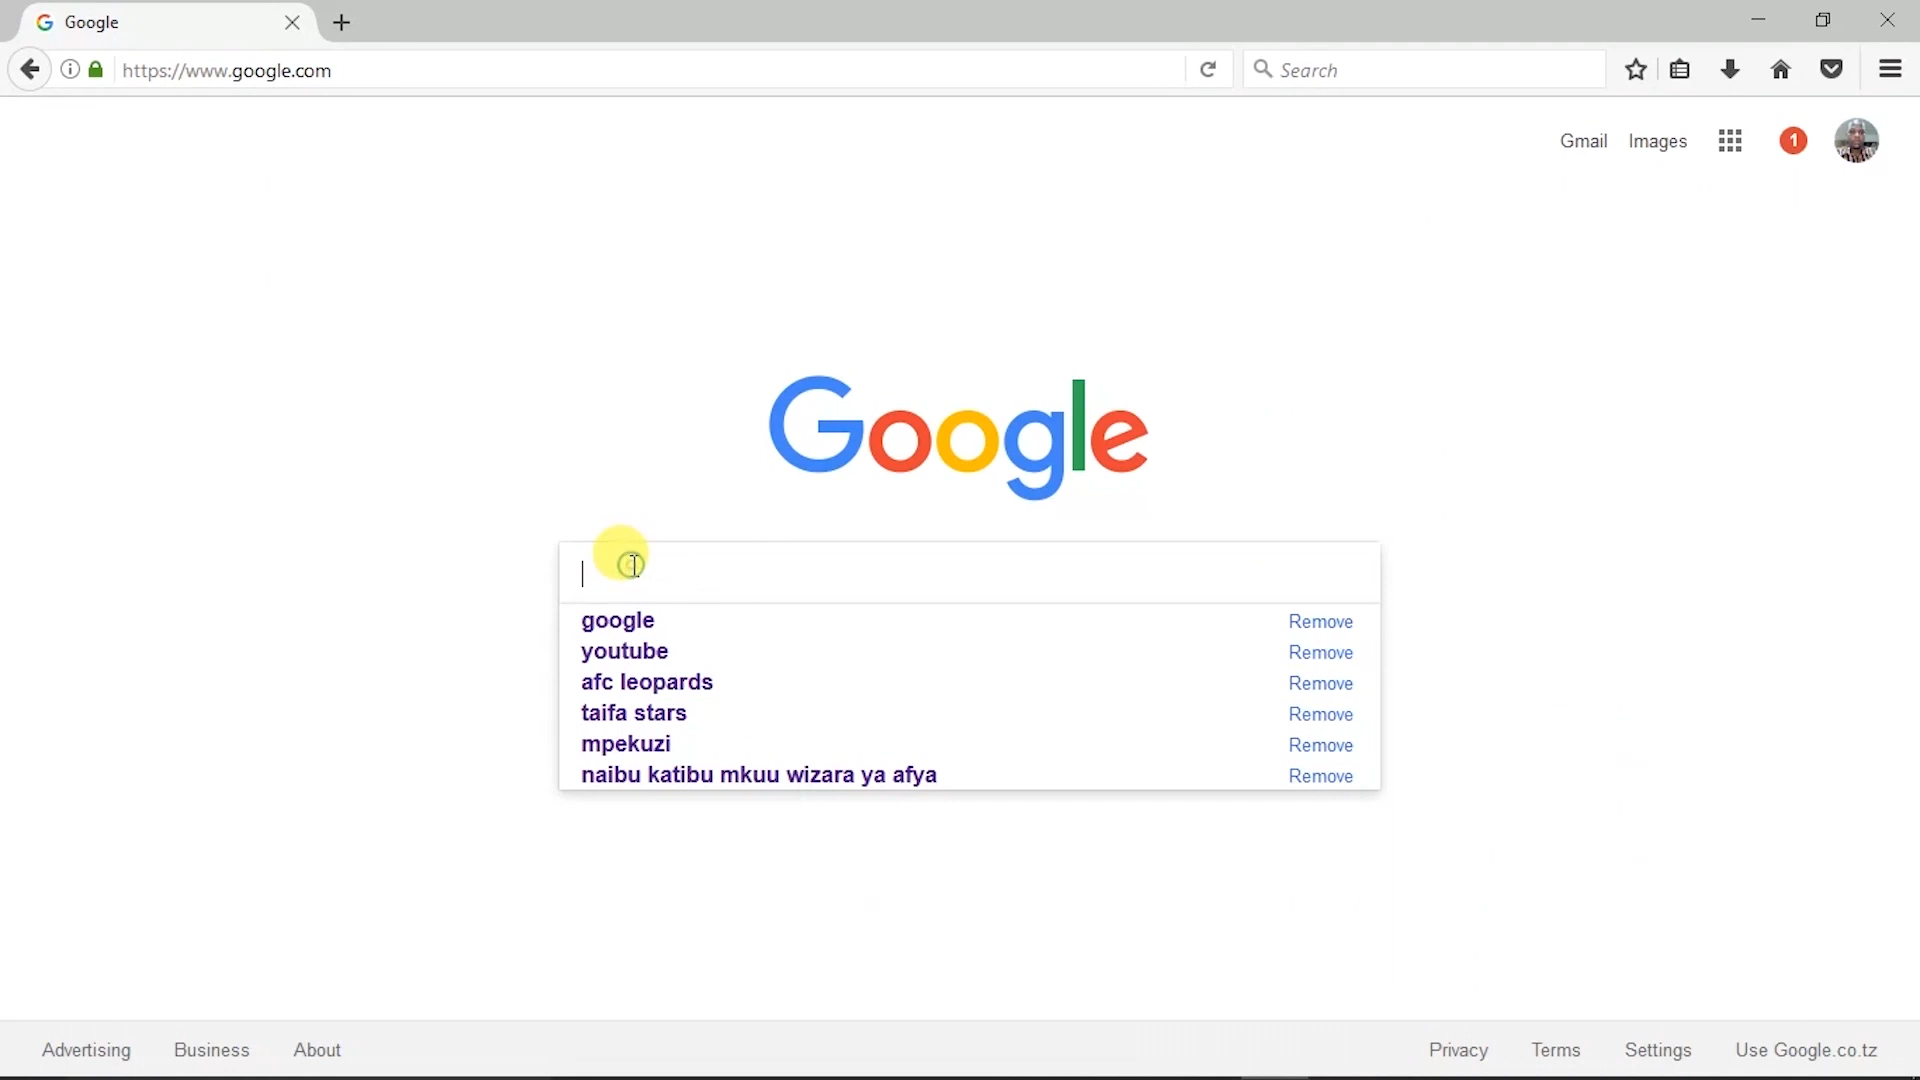 Google
https://www.google.com
Search
Gmail Images 1
Google
google Remove
youtube Remove
afc leopards Remove
taifa stars Remove
mpekuzi Remove
naibu katibu mkuu wizara ya afya Remove
Advertising Business About Privacy Terms Settings Use Google.co.tz